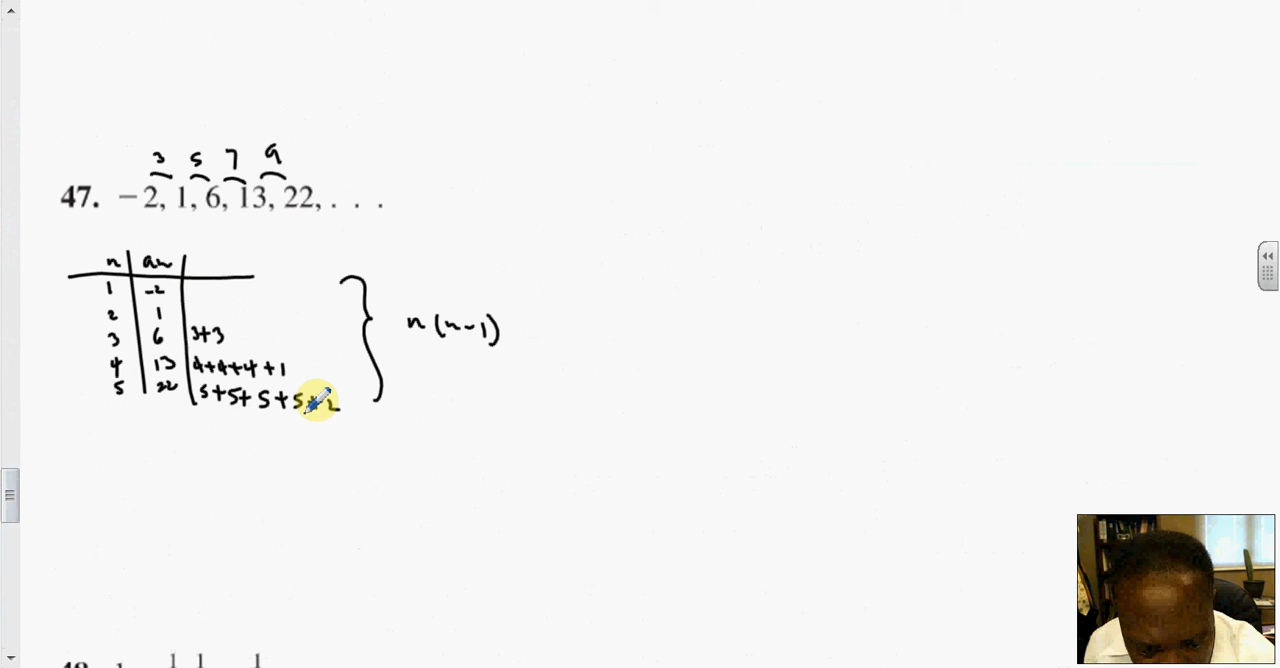 3 5 7 9
47. −2, 1, 6, 13, 22, . . .
n an
1 -2
2 1
3 6 3+3
4 13 4+4+4+1
5 22 5+5+5+5+2
n(n-1)